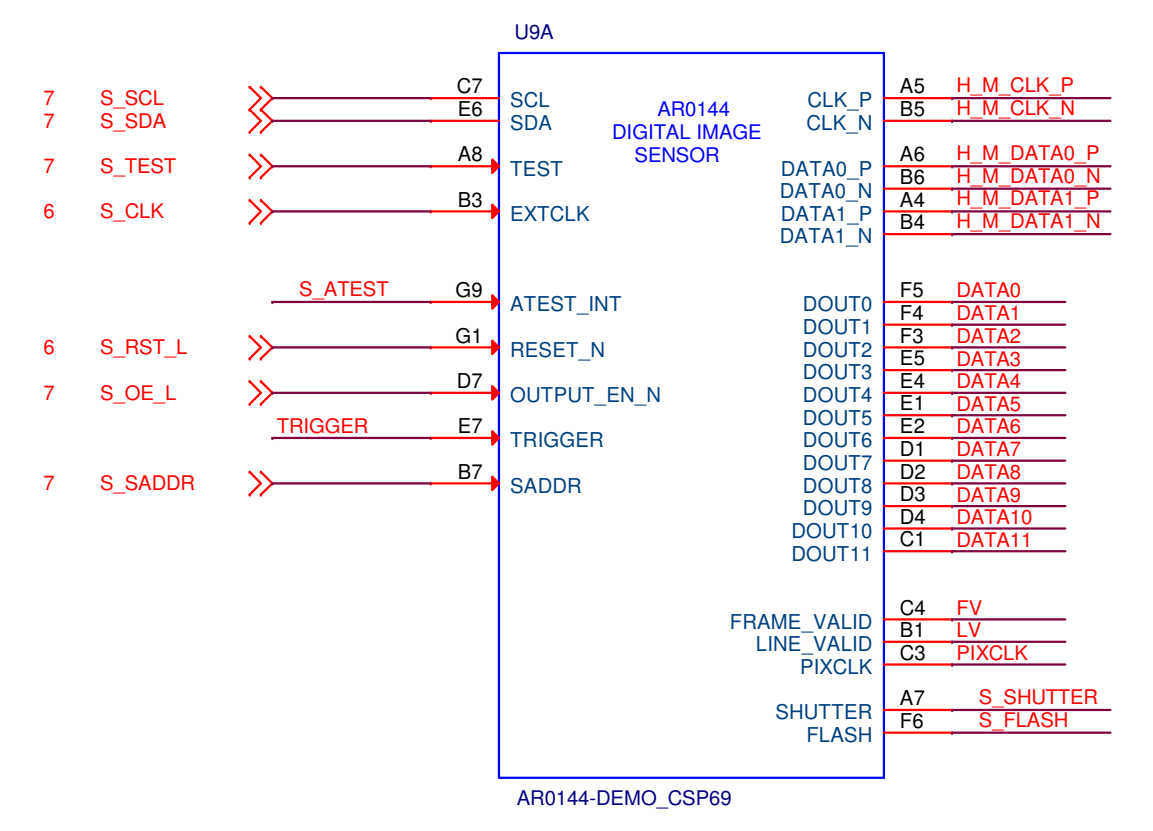 U9A
7 S_SCL C7 SCL
7 S_SDA E6 SDA
7 S_TEST A8 TEST
6 S_CLK B3 EXTCLK
S_ATEST G9 ATEST_INT
6 S_RST_L G1 RESET_N
7 S_OE_L D7 OUTPUT_EN_N
TRIGGER E7 TRIGGER
7 S_SADDR B7 SADDR
AR0144
DIGITAL IMAGE
SENSOR
CLK_P A5 H_M_CLK_P
CLK_N B5 H_M_CLK_N
DATA0_P A6 H_M_DATA0_P
DATA0_N B6 H_M_DATA0_N
DATA1_P A4 H_M_DATA1_P
DATA1_N B4 H_M_DATA1_N
DOUT0 F5 DATA0
DOUT1 F4 DATA1
DOUT2 F3 DATA2
DOUT3 E5 DATA3
DOUT4 E4 DATA4
DOUT5 E1 DATA5
DOUT6 E2 DATA6
DOUT7 D1 DATA7
DOUT8 D2 DATA8
DOUT9 D3 DATA9
DOUT10 D4 DATA10
DOUT11 C1 DATA11
FRAME_VALID C4 FV
LINE_VALID B1 LV
PIXCLK C3 PIXCLK
SHUTTER A7 S_SHUTTER
FLASH F6 S_FLASH
AR0144-DEMO_CSP69